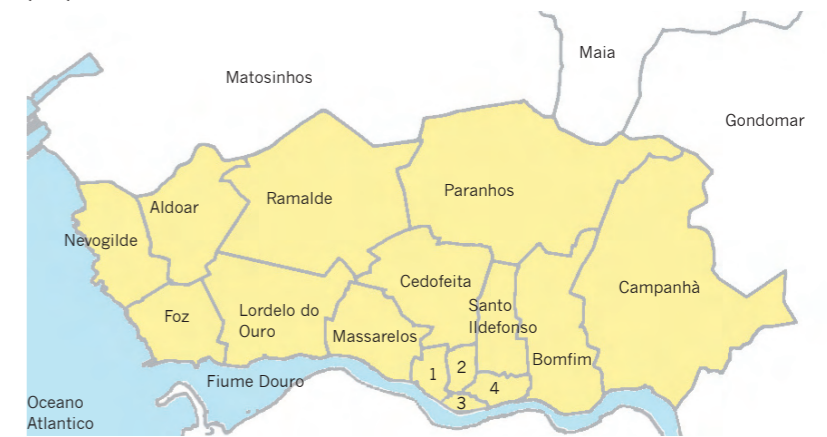 Maia
Matosinhos
Gondomar
Paranhos
Ramalde
Aldoar
Nevogilde
Cedofeita
Campanhà
Santo
Ildefonso
Foz
Lordelo do
Ouro
Massarelos
Bomfim
1
2
3
4
Fiume Douro
Oceano
Atlantico